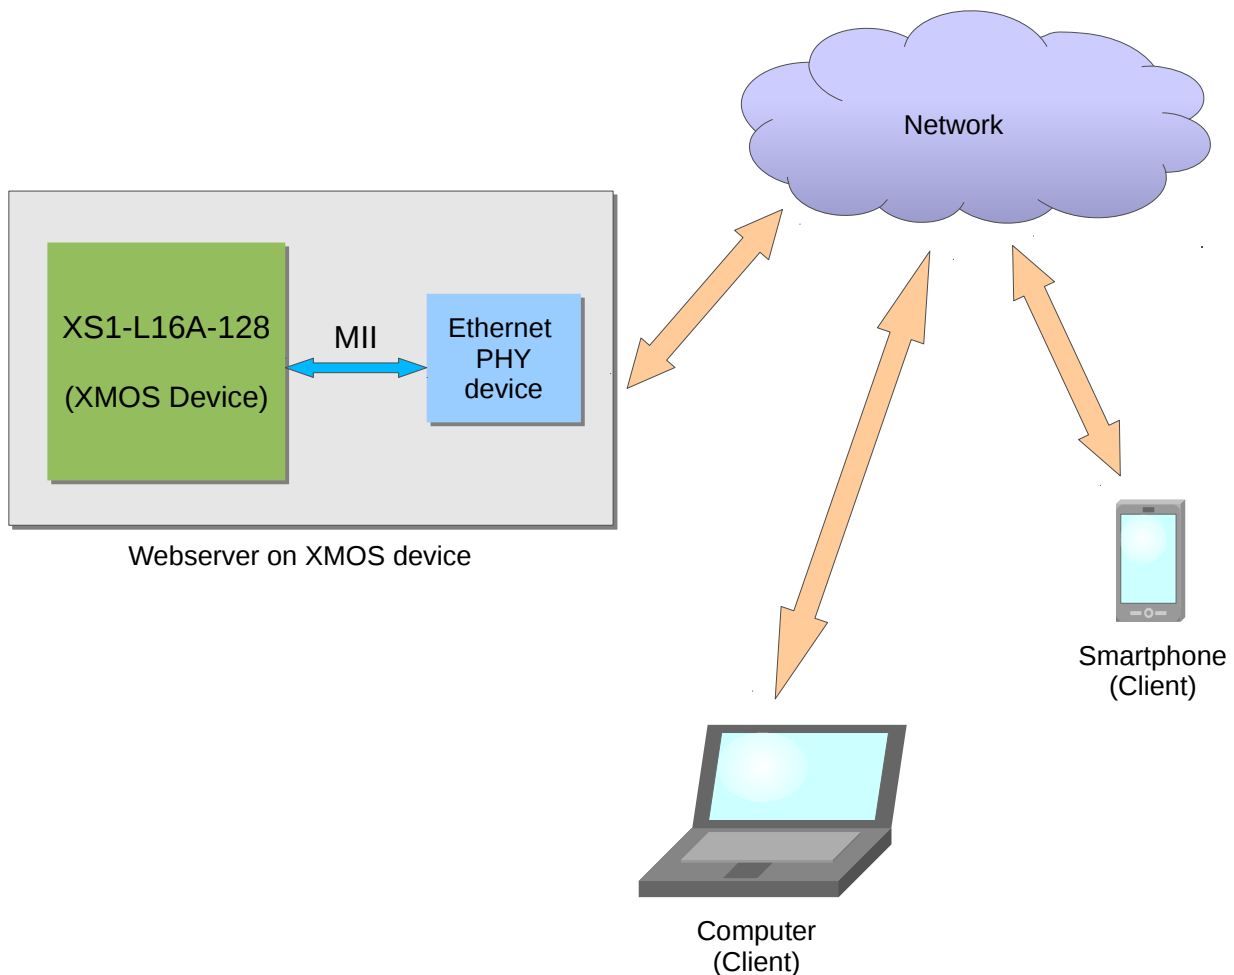 Network
XS1-L16A-128
(XMOS Device)
MII
Ethernet
PHY
device
Webserver on XMOS device
Smartphone
(Client)
Computer
(Client)